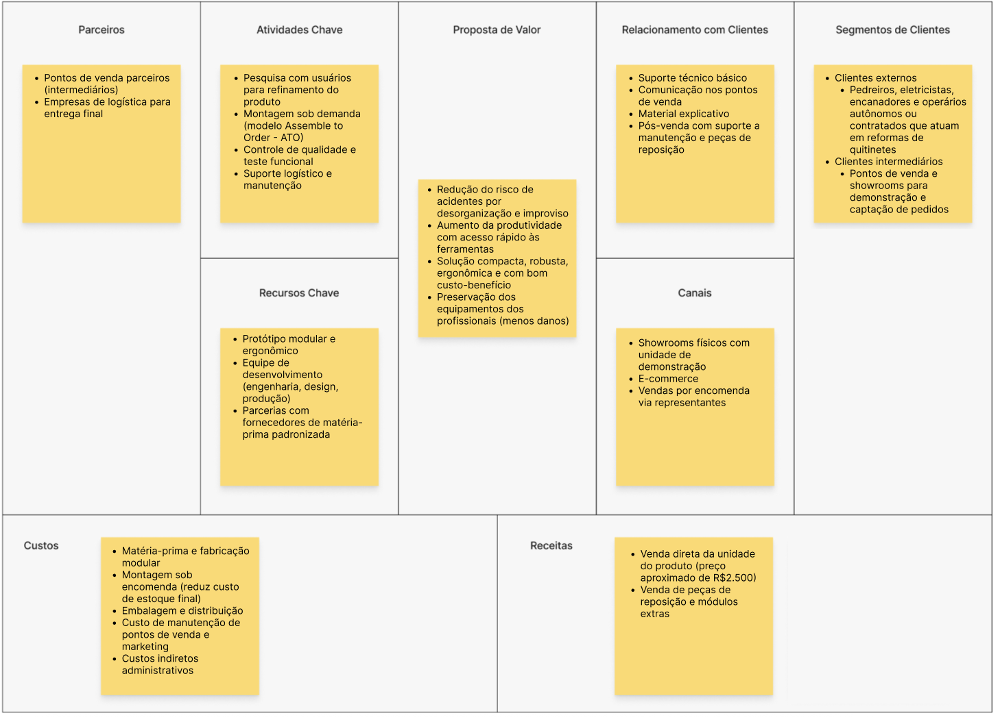 Parceiros
• Pontos de venda parceiros
(intermediários)
• Empresas de logística para
entrega final
Atividades Chave
• Pesquisa com usuários
para refinamento do
produto
• Montagem sob demanda
(modelo Assemble to
Order - ATO)
• Controle de qualidade e
teste funcional
• Suporte logístico e
manutenção
Recursos Chave
• Protótipo modular e
ergonômico
• Equipe de
desenvolvimento
(engenharia, design,
produção)
• Parcerias com
fornecedores de matéria-
prima padronizada
Proposta de Valor
• Redução do risco de
acidentes por
desorganização e improviso
• Aumento da produtividade
com acesso rápido às
ferramentas
• Solução compacta, robusta,
ergonômica e com bom
custo-benefício
• Preservação dos
equipamentos dos
profissionais (menos danos)
Relacionamento com Clientes
• Suporte técnico básico
• Comunicação nos pontos
de venda
• Material explicativo
• Pós-venda com suporte a
manutenção e peças de
reposição
Canais
• Showrooms físicos com
unidade de
demonstração
• E-commerce
• Vendas por encomenda
via representantes
Segmentos de Clientes
• Clientes externos
• Pedreiros, eletricistas,
encanadores e operários
autônomos ou
contratados que atuam
em reformas de
quitinetes
• Clientes intermediários
• Pontos de venda e
showrooms para
demonstração e
captação de pedidos
Custos
• Matéria-prima e fabricação
modular
• Montagem sob
encomenda (reduz custo
de estoque final)
• Embalagem e distribuição
• Custo de manutenção de
pontos de venda e
marketing
• Custos indiretos
administrativos
Receitas
• Venda direta da unidade
do produto (preço
aproximado de R$2.500)
• Venda de peças de
reposição e módulos
extras